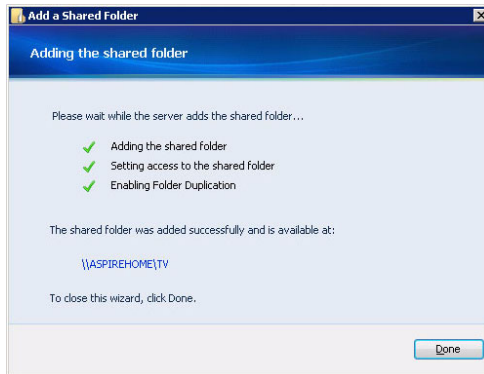 Add a Shared Folder
Adding the shared folder
Please wait while the server adds the shared folder...
Adding the shared folder
Setting access to the shared folder
Enabling Folder Duplication
The shared folder was added successfully and is available at:
\\ASPIREHOME\TV
To close this wizard, click Done.
Done